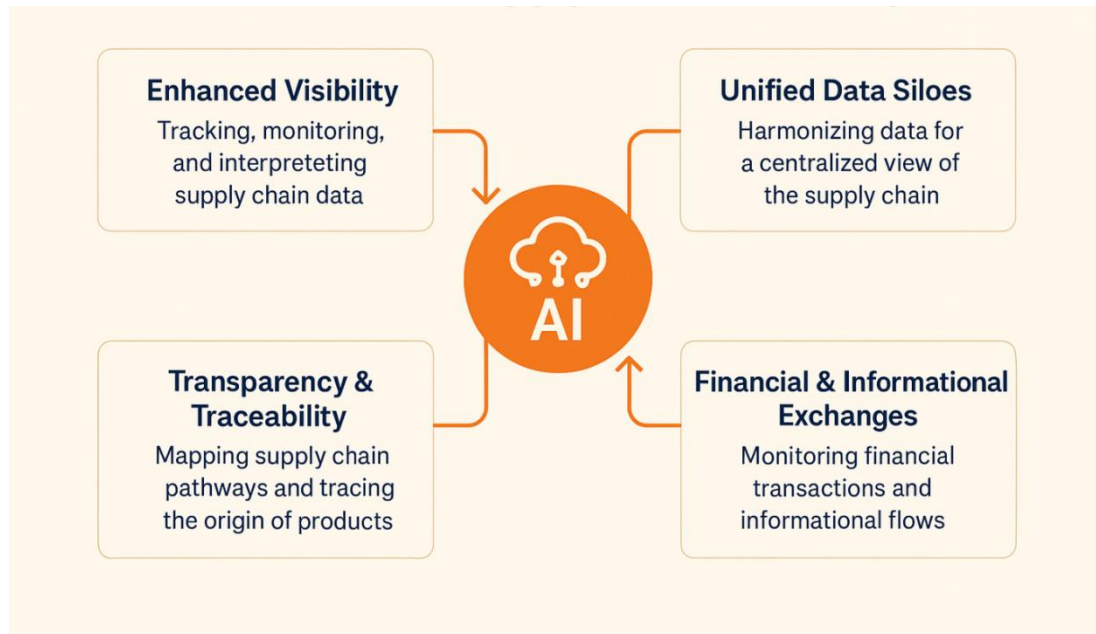 Enhanced Visibility
Tracking, monitoring,
and interpreteting
supply chain data
Unified Data Siloes
Harmonizing data for
a centralized view of
the supply chain
AI
Transparency &
Traceability
Mapping supply chain
pathways and tracing
the origin of products
Financial & Informational
Exchanges
Monitoring financial
transactions and
informational flows